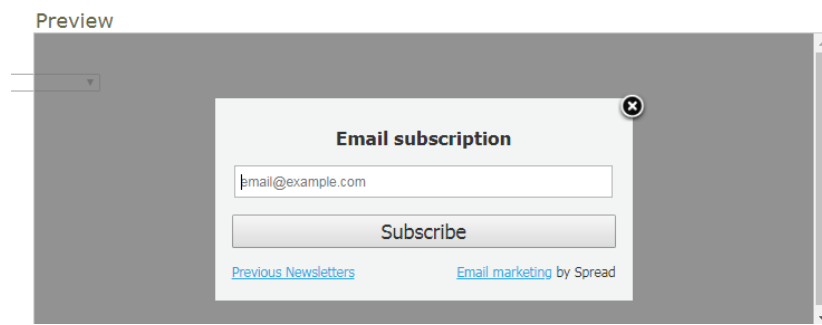 Preview
Email subscription
email@example.com
Subscribe
Previous Newsletters
Email marketing by Spread